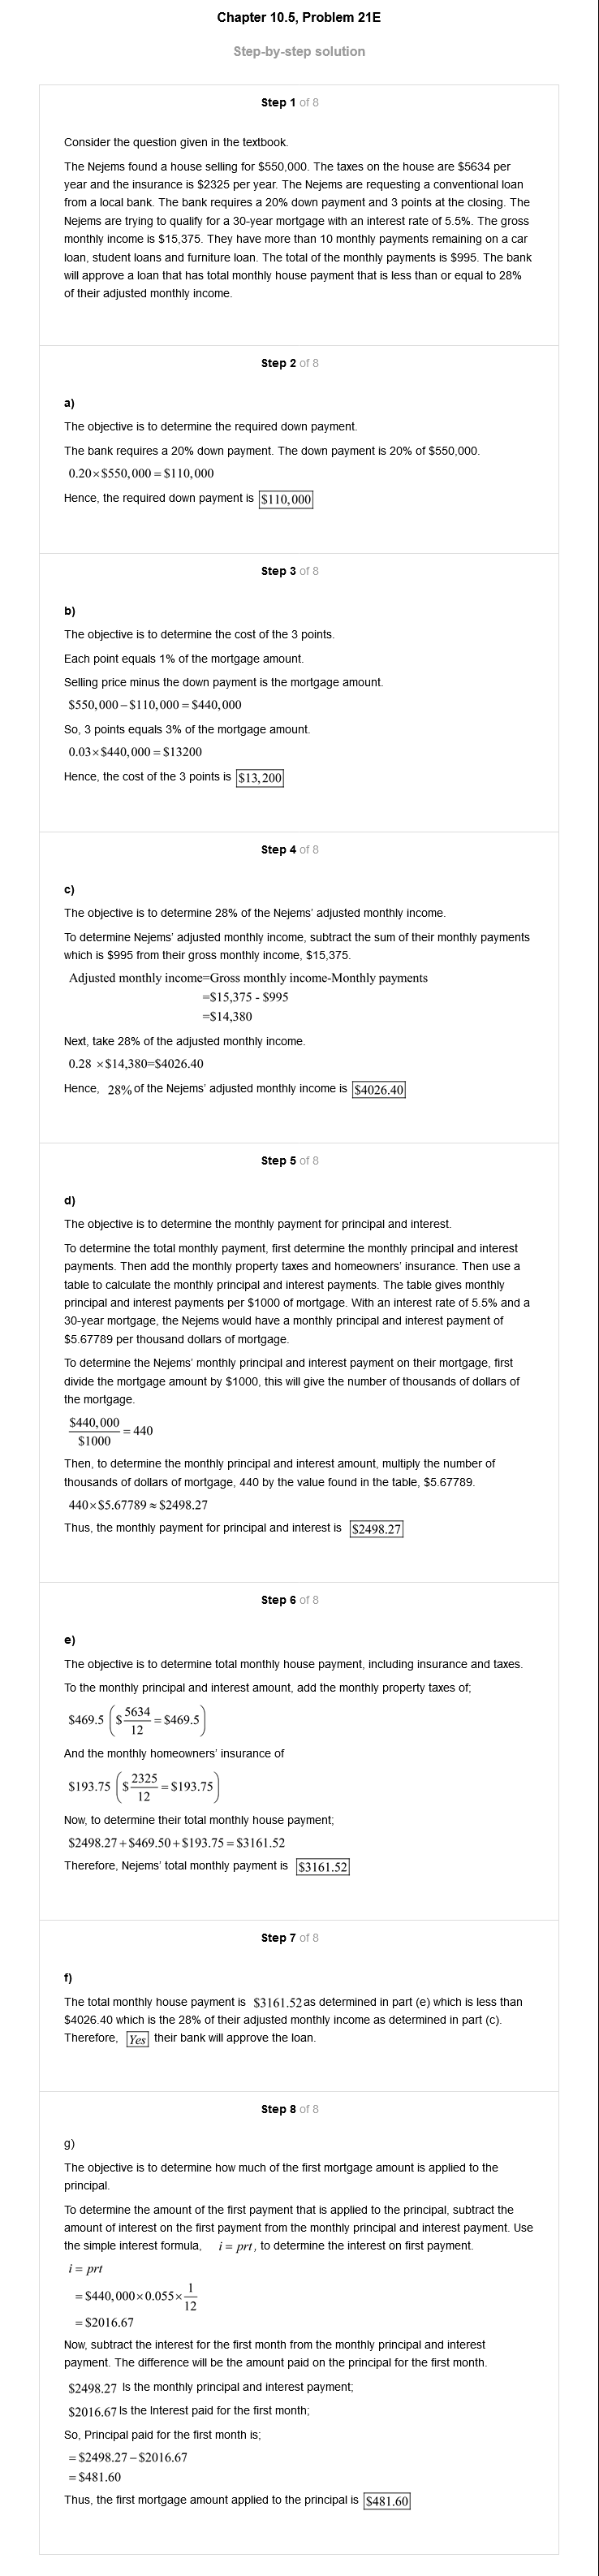 Chapter 10.5, Problem 21E
Step-by-step solution
Step 1 of 8
Consider the question given in the textbook.
The Nejems found a house selling for $550,000. The taxes on the house are $5634 per
year and the insurance is $2325 per year. The Nejems are requesting a conventional loan
from a local bank. The bank requires a 20% down payment and 3 points at the closing. The
Nejems are trying to qualify for a 30-year mortgage with an interest rate of 5.5%. The gross
monthly income is $15,375. They have more than 10 monthly payments remaining on a car
loan, student loans and furniture loan. The total of the monthly payments is $995. The bank
will approve a loan that has total monthly house payment that is less than or equal to 28%
of their adjusted monthly income.
Step 2 of 8
a)
The objective is to determine the required down payment.
The bank requires a 20% down payment. The down payment is 20% of $550,000.
0.20×$550,000 = $110,000
Hence, the required down payment is $110,000
Step 3 of 8
b)
The objective is to determine the cost of the 3 points.
Each point equals 1% of the mortgage amount.
Selling price minus the down payment is the mortgage amount.
$550,000 – $110,000 = $440,000
So, 3 points equals 3% of the mortgage amount.
0.03×$440,000 = $13200
Hence, the cost of the 3 points is $13,200
Step 4 of 8
c)
The objective is to determine 28% of the Nejems' adjusted monthly income.
To determine Nejems' adjusted monthly income, subtract the sum of their monthly payments
which is $995 from their gross monthly income, $15,375.
Adjusted monthly income=Gross monthly income-Monthly payments
=$15,375 - $995
=$14,380
Next, take 28% of the adjusted monthly income.
0.28 ×$14,380=$4026.40
Hence, 28% of the Nejems' adjusted monthly income is $4026.40
Step 5 of 8
d)
The objective is to determine the monthly payment for principal and interest.
To determine the total monthly payment, first determine the monthly principal and interest
payments. Then add the monthly property taxes and homeowners' insurance. Then use a
table to calculate the monthly principal and interest payments. The table gives monthly
principal and interest payments per $1000 of mortgage. With an interest rate of 5.5% and a
30-year mortgage, the Nejems would have a monthly principal and interest payment of
$5.67789 per thousand dollars of mortgage.
To determine the Nejems' monthly principal and interest payment on their mortgage, first
divide the mortgage amount by $1000, this will give the number of thousands of dollars of
the mortgage.
$440,000
$1000
= 440
Then, to determine the monthly principal and interest amount, multiply the number of
thousands of dollars of mortgage, 440 by the value found in the table, $5.67789.
440×$5.67789 ≈ $2498.27
Thus, the monthly payment for principal and interest is $2498.27
Step 6 of 8
e)
The objective is to determine total monthly house payment, including insurance and taxes.
To the monthly principal and interest amount, add the monthly property taxes of;
$469.5 ($5634/12 = $469.5)
And the monthly homeowners' insurance of
$193.75 ($2325/12 = $193.75)
Now, to determine their total monthly house payment;
$2498.27 + $469.50 + $193.75 = $3161.52
Therefore, Nejems' total monthly payment is $3161.52
Step 7 of 8
f)
The total monthly house payment is $3161.52 as determined in part (e) which is less than
$4026.40 which is the 28% of their adjusted monthly income as determined in part (c).
Therefore, Yes their bank will approve the loan.
Step 8 of 8
g)
The objective is to determine how much of the first mortgage amount is applied to the
principal.
To determine the amount of the first payment that is applied to the principal, subtract the
amount of interest on the first payment from the monthly principal and interest payment. Use
the simple interest formula, i = prt, to determine the interest on first payment.
i = prt
= $440,000×0.055×1/12
= $2016.67
Now, subtract the interest for the first month from the monthly principal and interest
payment. The difference will be the amount paid on the principal for the first month.
$2498.27 Is the monthly principal and interest payment;
$2016.67 Is the Interest paid for the first month;
So, Principal paid for the first month is;
= $2498.27 – $2016.67
= $481.60
Thus, the first mortgage amount applied to the principal is $481.60